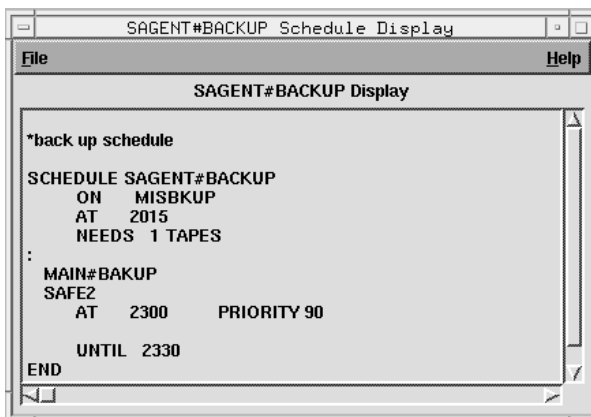 SAGENT#BACKUP Schedule Display
File Help
SAGENT#BACKUP Display
*back up schedule
SCHEDULE SAGENT#BACKUP
ON MISBKUP
AT 2015
NEEDS 1 TAPES
:
MAIN#BAKUP
SAFE2
AT 2300 PRIORITY 90
UNTIL 2330
END